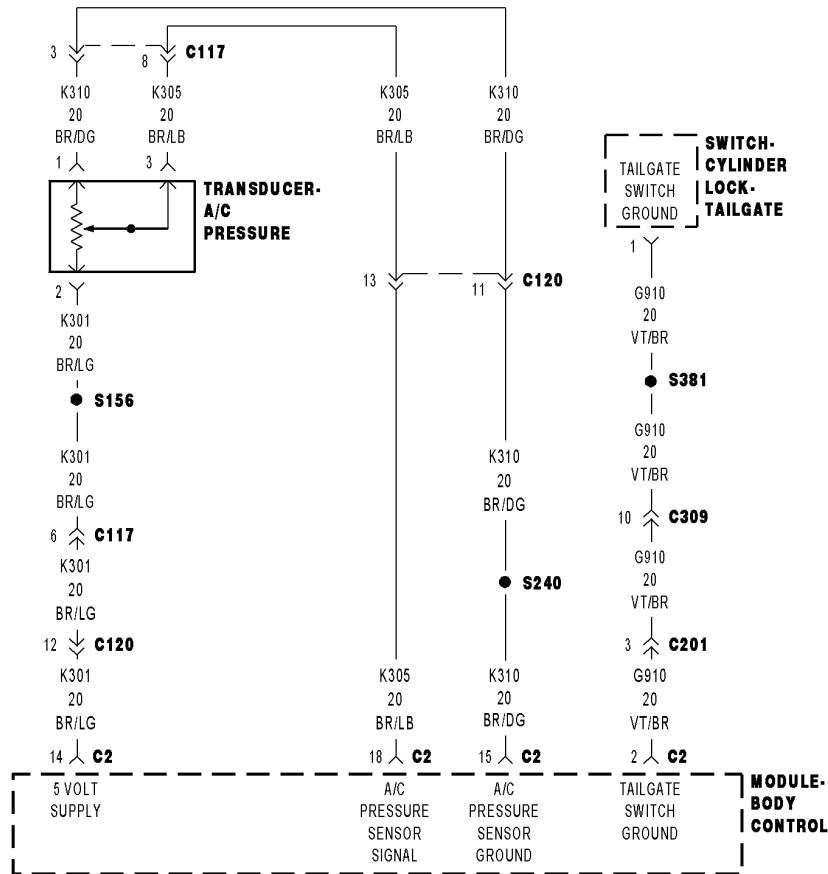 3 8 C117
K310 K305 K305 K310
20 20 20 20
BR/DG BR/LB BR/LB BR/DG
1 3
TRANSDUCER-
A/C
PRESSURE
SWITCH-
CYLINDER
LOCK-
TAILGATE
TAILGATE
SWITCH
GROUND
1
2
K301
20
BR/LG
S156
K301
20
BR/LG
6 C117
K301
20
BR/LG
12 C120
K301
20
BR/LG
14 C2
13 11 C120
K310
20
BR/DG
S240
K305 K310
20 20
BR/LB BR/DG
18 C2 15 C2
G910
20
VT/BR
S381
G910
20
VT/BR
10 C309
G910
20
VT/BR
3 C201
G910
20
VT/BR
2 C2
5 VOLT
SUPPLY
A/C
PRESSURE
SENSOR
SIGNAL
A/C
PRESSURE
SENSOR
GROUND
TAILGATE
SWITCH
GROUND
MODULE-
BODY
CONTROL